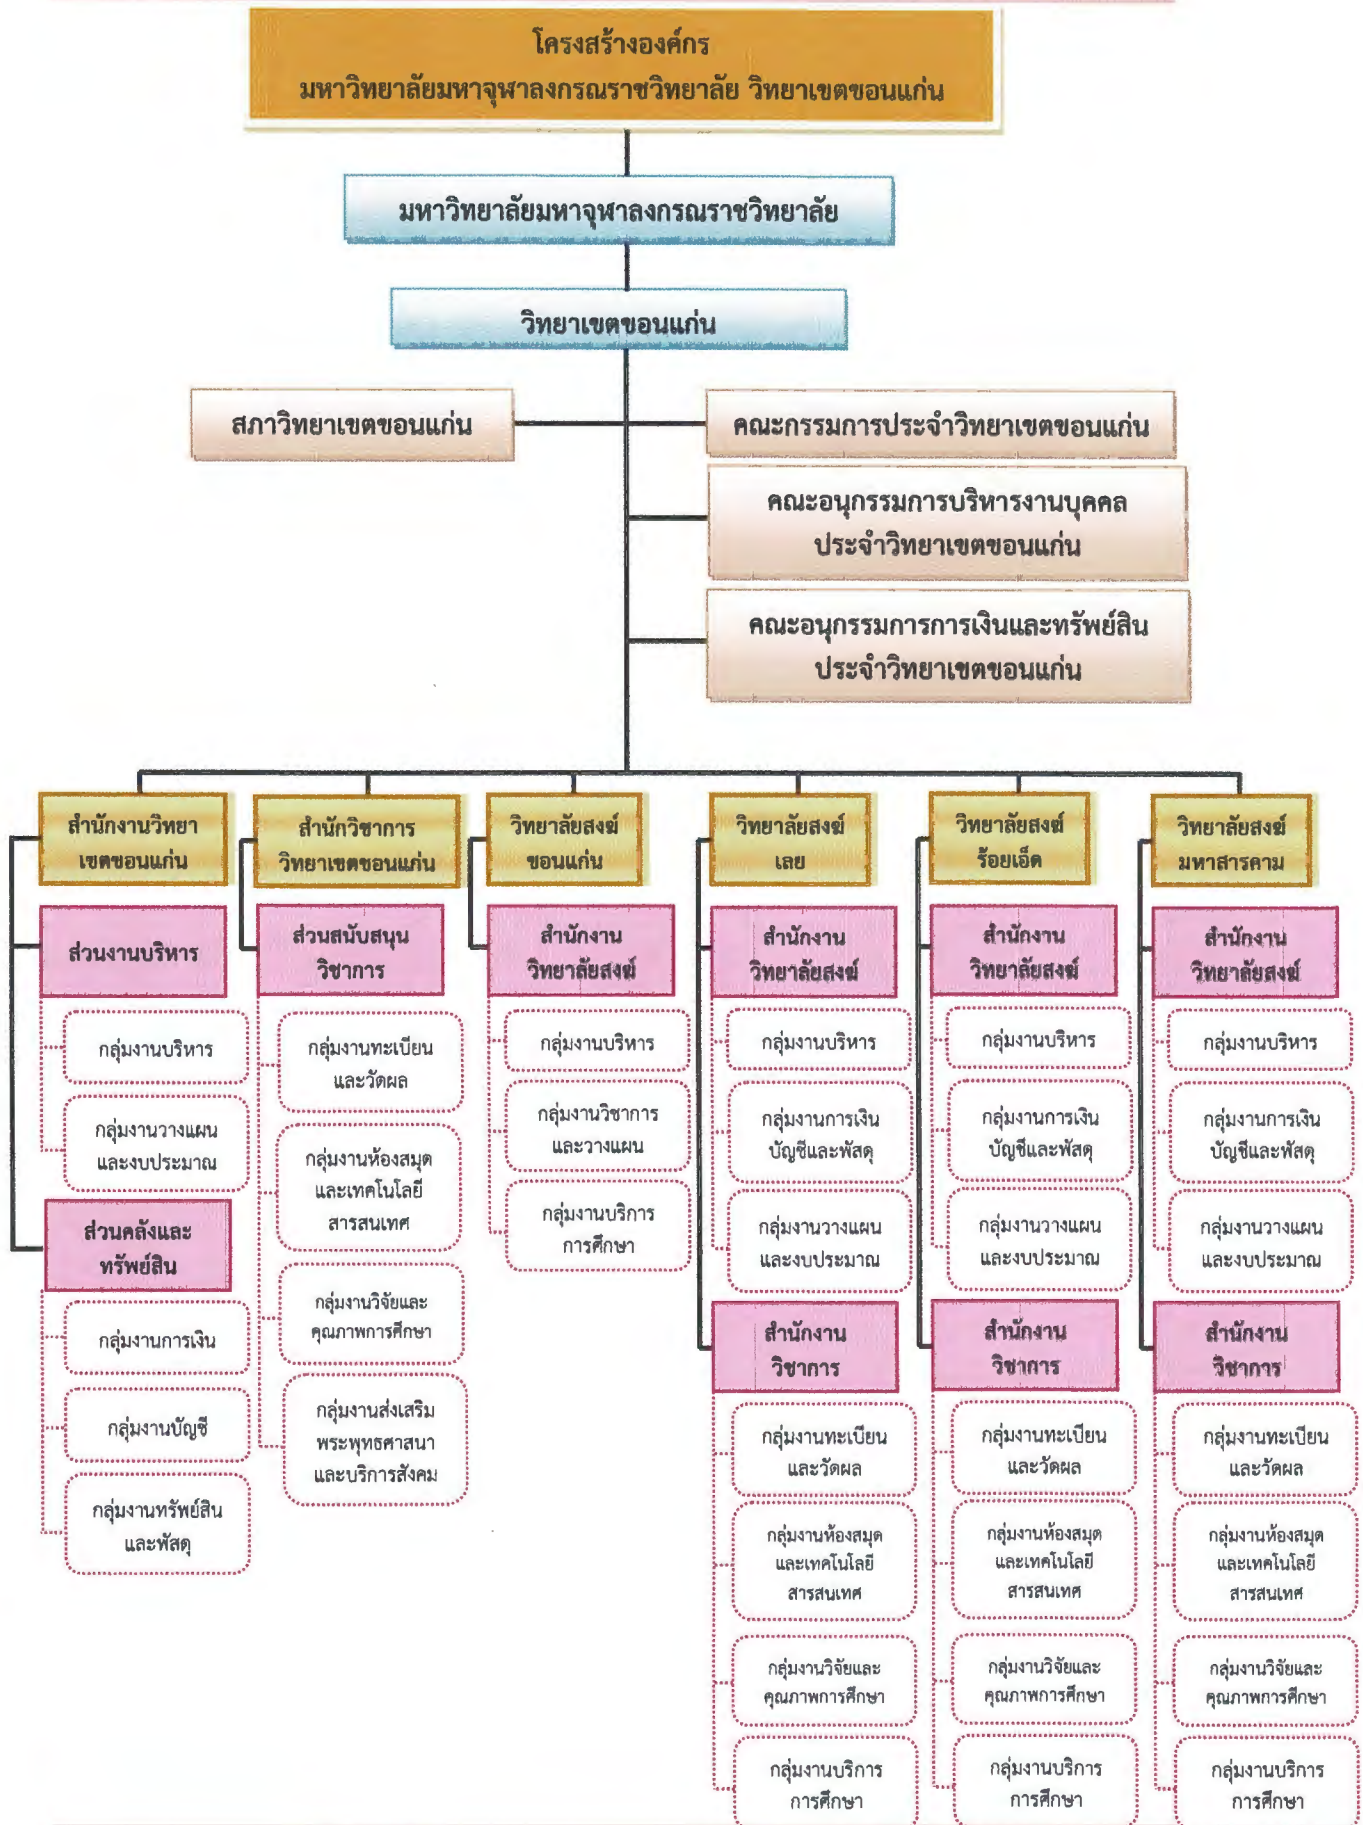 โครงสร้างองค์กร
มหาวิทยาลัยมหาจุฬาลงกรณราชวิทยาลัย วิทยาเขตขอนแก่น
มหาวิทยาลัยมหาจุฬาลงกรณราชวิทยาลัย
วิทยาเขตขอนแก่น
สภาวิทยาเขตขอนแก่น
คณะกรรมการประจำวิทยาเขตขอนแก่น
คณะอนุกรรมการบริหารงานบุคคล
ประจำวิทยาเขตขอนแก่น
คณะอนุกรรมการการเงินและทรัพย์สิน
ประจำวิทยาเขตขอนแก่น
สำนักงานวิทยา
เขตขอนแก่น
ส่วนงานบริหาร
กลุ่มงานบริหาร
กลุ่มงานวางแผน
และงบประมาณ
ส่วนคลังและ
ทรัพย์สิน
กลุ่มงานการเงิน
กลุ่มงานบัญชี
กลุ่มงานทรัพย์สิน
และพัสดุ
สำนักวิชาการ
วิทยาเขตขอนแก่น
ส่วนสนับสนุน
วิชาการ
กลุ่มงานทะเบียน
และวัดผล
กลุ่มงานห้องสมุด
และเทคโนโลยี
สารสนเทศ
กลุ่มงานวิจัยและ
คุณภาพการศึกษา
กลุ่มงานส่งเสริม
พระพุทธศาสนา
และบริการสังคม
วิทยาลัยสงฆ์
ขอนแก่น
สำนักงาน
วิทยาลัยสงฆ์
กลุ่มงานบริหาร
กลุ่มงานวิชาการ
และวางแผน
กลุ่มงานบริการ
การศึกษา
วิทยาลัยสงฆ์
เลย
สำนักงาน
วิทยาลัยสงฆ์
กลุ่มงานบริหาร
กลุ่มงานการเงิน
บัญชีและพัสดุ
กลุ่มงานวางแผน
และงบประมาณ
สำนักงาน
วิชาการ
กลุ่มงานทะเบียน
และวัดผล
กลุ่มงานห้องสมุด
และเทคโนโลยี
สารสนเทศ
กลุ่มงานวิจัยและ
คุณภาพการศึกษา
กลุ่มงานบริการ
การศึกษา
วิทยาลัยสงฆ์
ร้อยเอ็ด
สำนักงาน
วิทยาลัยสงฆ์
กลุ่มงานบริหาร
กลุ่มงานการเงิน
บัญชีและพัสดุ
กลุ่มงานวางแผน
และงบประมาณ
สำนักงาน
วิชาการ
กลุ่มงานทะเบียน
และวัดผล
กลุ่มงานห้องสมุด
และเทคโนโลยี
สารสนเทศ
กลุ่มงานวิจัยและ
คุณภาพการศึกษา
กลุ่มงานบริการ
การศึกษา
วิทยาลัยสงฆ์
มหาสารคาม
สำนักงาน
วิทยาลัยสงฆ์
กลุ่มงานบริหาร
กลุ่มงานการเงิน
บัญชีและพัสดุ
กลุ่มงานวางแผน
และงบประมาณ
สำนักงาน
วิชาการ
กลุ่มงานทะเบียน
และวัดผล
กลุ่มงานห้องสมุด
และเทคโนโลยี
สารสนเทศ
กลุ่มงานวิจัยและ
คุณภาพการศึกษา
กลุ่มงานบริการ
การศึกษา